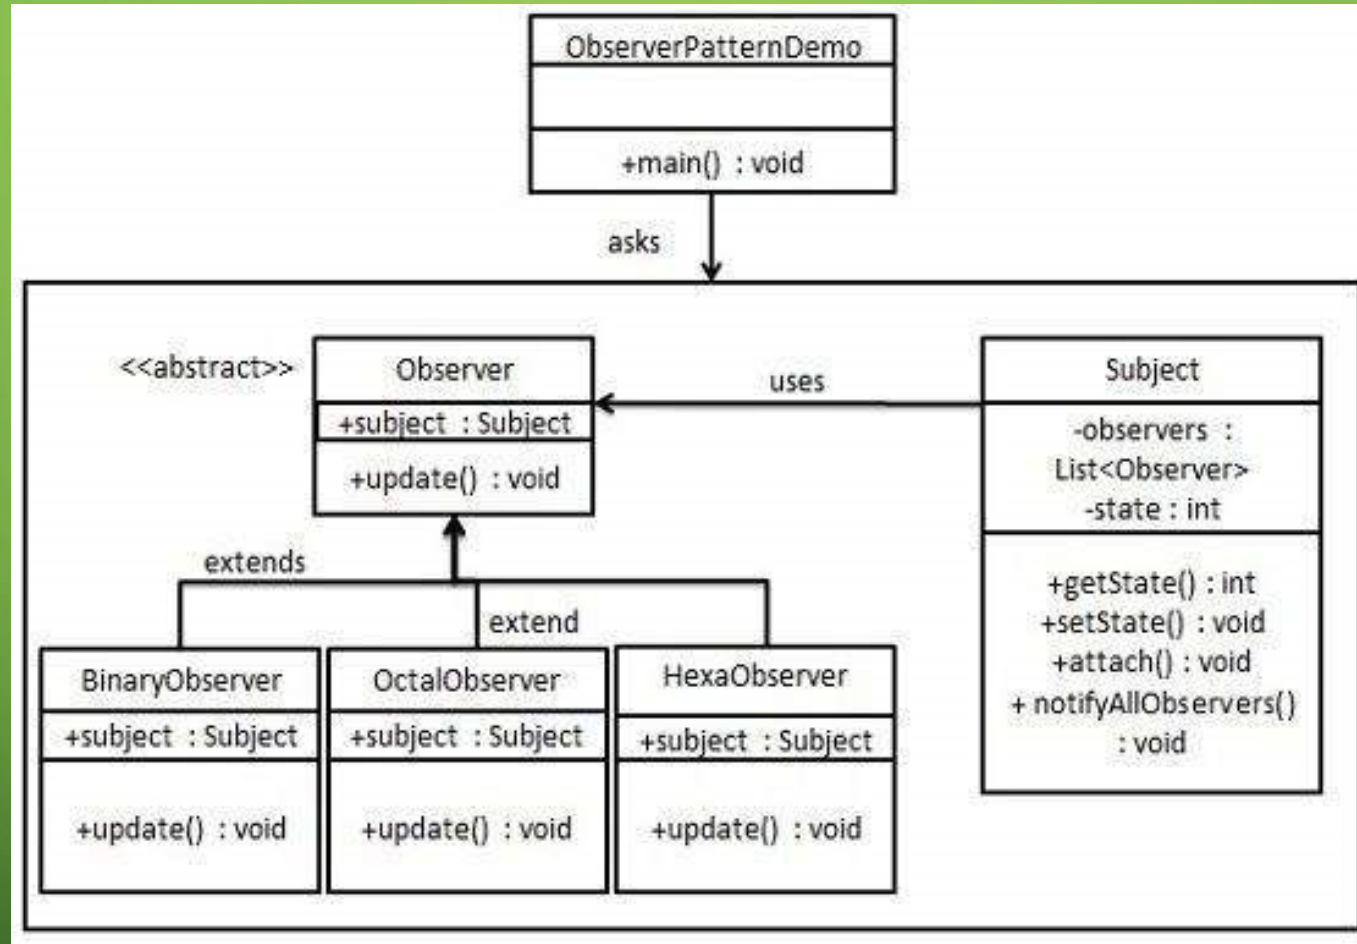 ObserverPatternDemo
+main() : void
asks
<<abstract>>
Observer
+subject : Subject
+update() : void
uses
Subject
-observers :
List<Observer>
-state : int
+getState() : int
+setState() : void
+attach() : void
+ notifyAllObservers()
: void
extends
extend
BinaryObserver
+subject : Subject
+update() : void
OctalObserver
+subject : Subject
+update() : void
HexaObserver
+subject : Subject
+update() : void